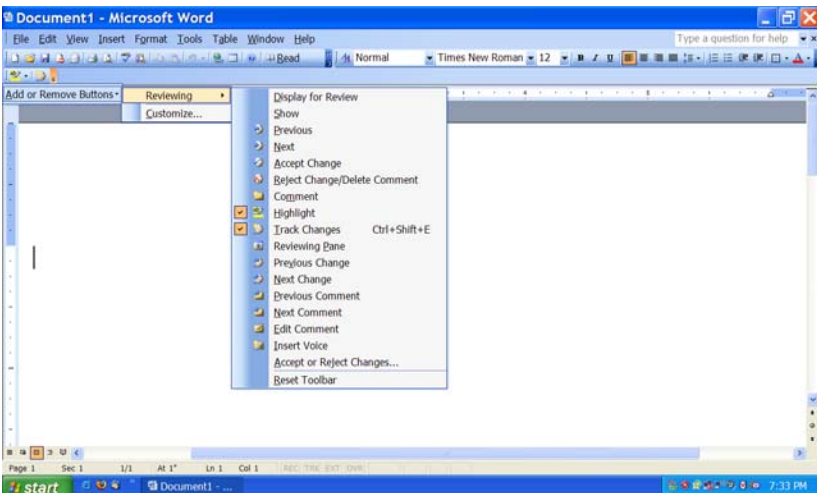 Document1 - Microsoft Word
File Edit View Insert Format Tools Table Window Help Type a question for help
Read Normal Times New Roman 12 B I U
Add or Remove Buttons Reviewing
Customize...
Display for Review
Show
Previous
Next
Accept Change
Reject Change/Delete Comment
Comment
Highlight
Track Changes Ctrl+Shift+E
Reviewing Pane
Previous Change
Next Change
Previous Comment
Next Comment
Edit Comment
Insert Voice
Accept or Reject Changes...
Reset Toolbar
Page 1 Sec 1 1/1 At 1" Ln 1 Col 1 REC TRK EXT OVR
start Document1 - ... 7:33 PM